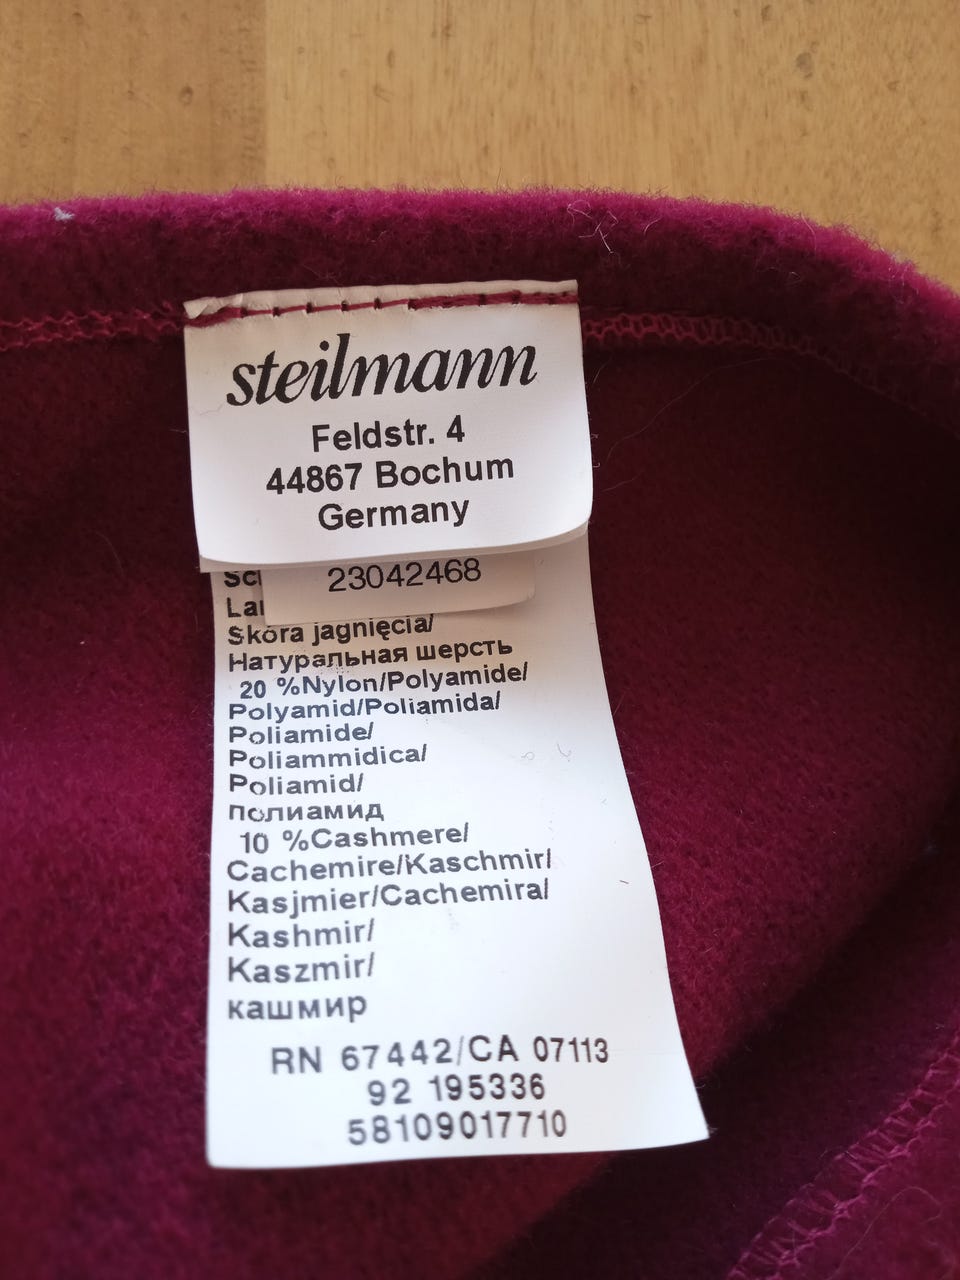 steilmann
Feldstr. 4
44867 Bochum
Germany
23042468
Skóra jagnięcia/
Натуральная шерсть
20 %Nylon/Polyamide/
Polyamid/Poliamida/
Poliamide/
Poliammidica/
Poliamid/
полиамид
10 %Cashmere/
Cachemire/Kaschmir/
Kasjmier/Cachemira/
Kashmir/
Kaszmir/
кашмир
RN 67442/CA 07113
92 195336
58109017710